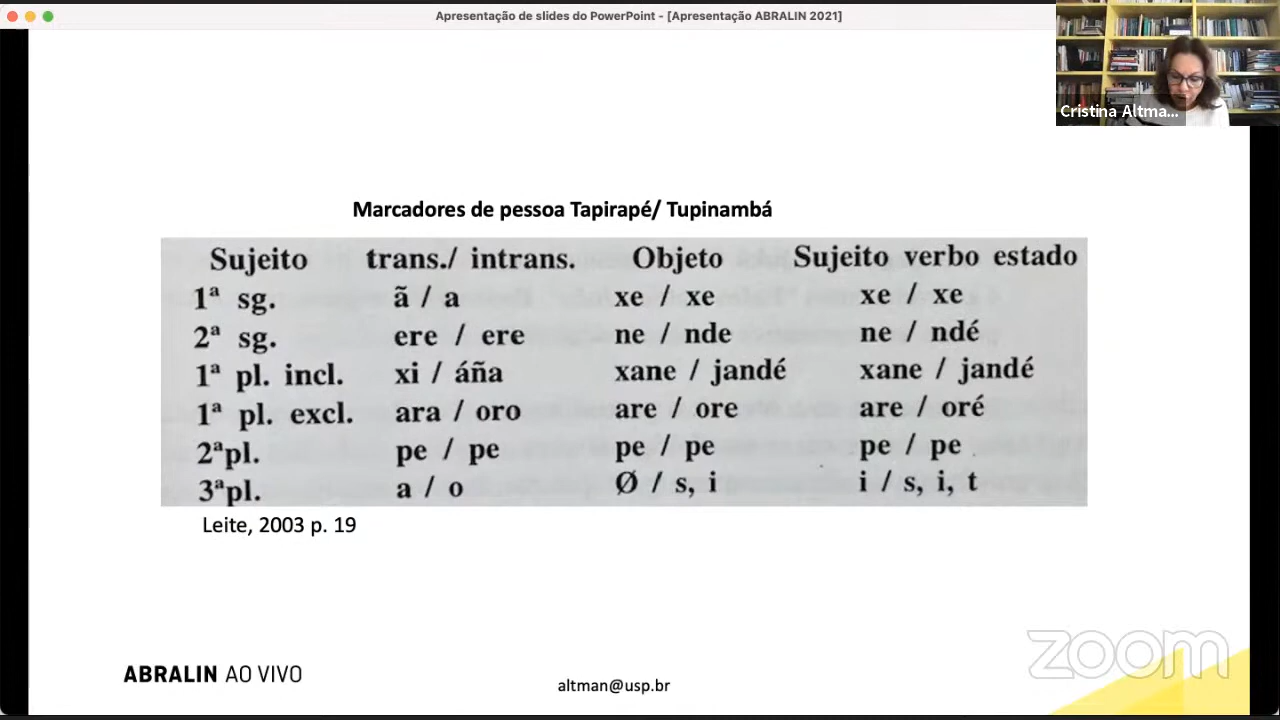 Apresentação de slides do PowerPoint - [Apresentação ABRALIN 2021]
Cristina Altma...
Marcadores de pessoa Tapirapé/ Tupinambá
Sujeito trans./ intrans. Objeto Sujeito verbo estado
1ª sg. ã / a xe / xe xe / xe
2ª sg. ere / ere ne / nde ne / ndé
1ª pl. incl. xi / áña xane / jandé xane / jandé
1ª pl. excl. ara / oro are / ore are / oré
2ªpl. pe / pe pe / pe pe / pe
3ªpl. a / o Ø / s, i i / s, i, t
Leite, 2003 p. 19
ABRALIN AO VIVO
altman@usp.br
zoom